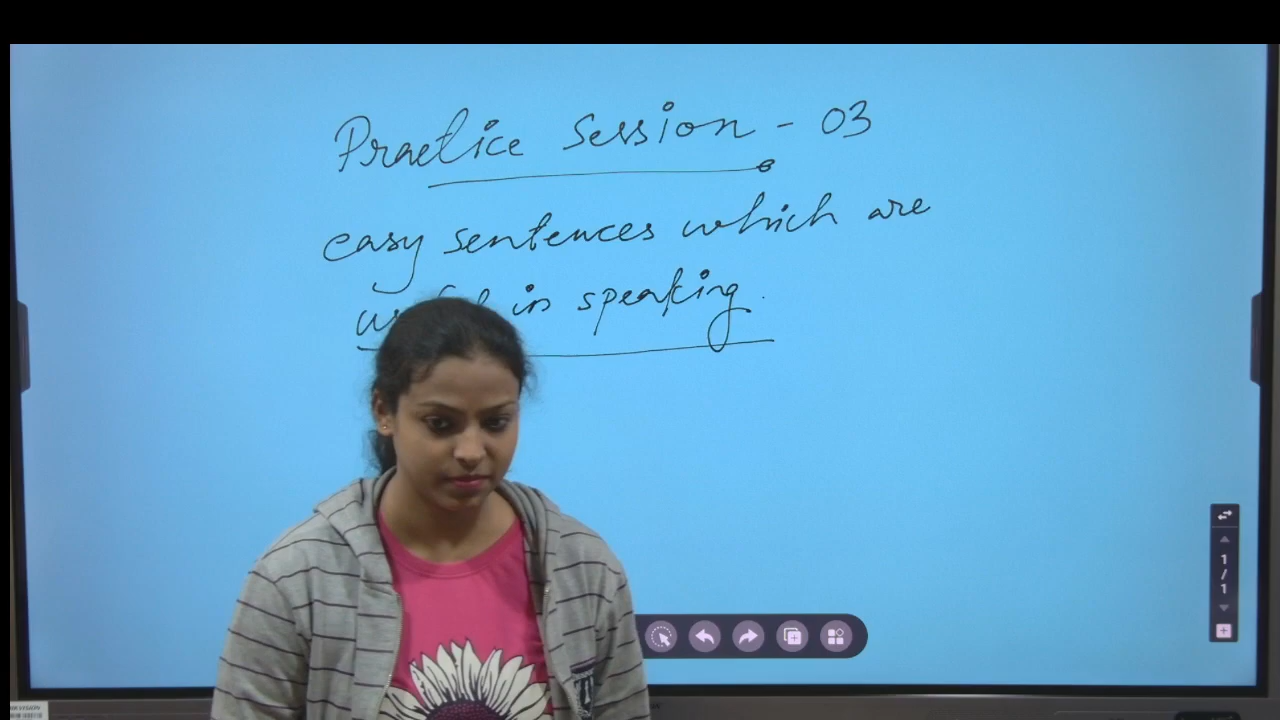 Practice Session - 03
easy sentences which are
in speaking.
1
/
1